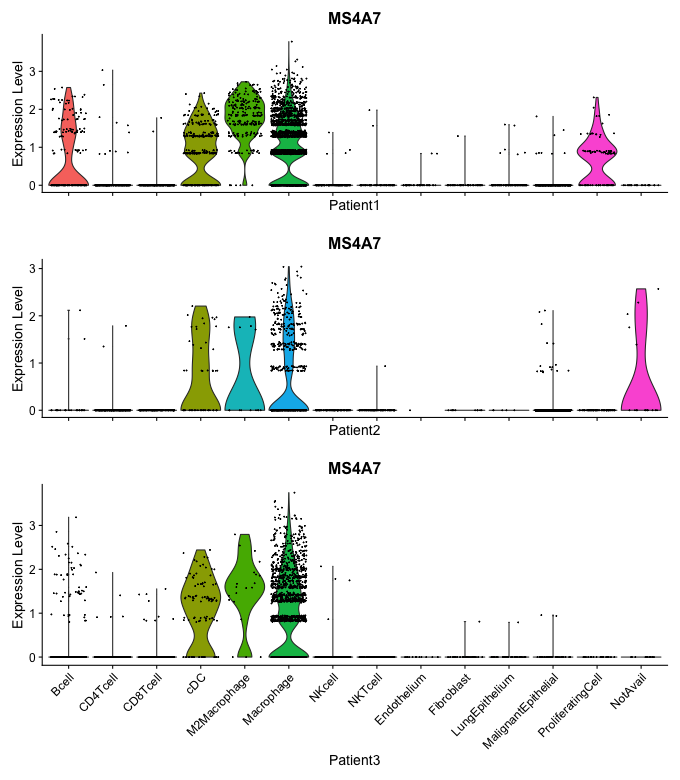 MS4A7
Expression Level
3
2
1
0
Patient1
MS4A7
Expression Level
3
2
1
0
Patient2
MS4A7
Expression Level
3
2
1
0
Bcell
CD4Tcell
CD8Tcell
cDC
M2Macrophage
Macrophage
NKcell
NKTcell
Endothelium
Fibroblast
LungEpithelium
MalignantEpithelial
ProliferatingCell
NotAvail
Patient3